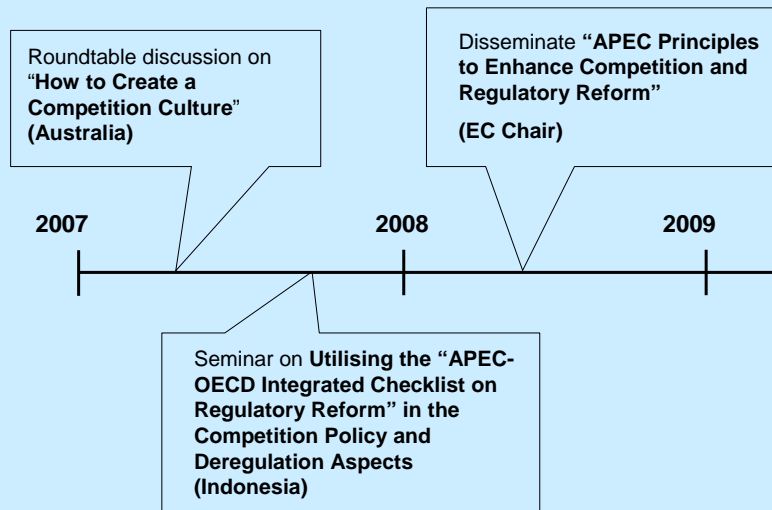 Roundtable discussion on
“How to Create a
Competition Culture”
(Australia)
Disseminate “APEC Principles
to Enhance Competition and
Regulatory Reform”
(EC Chair)
2007
2008
2009
Seminar on Utilising the “APEC-
OECD Integrated Checklist on
Regulatory Reform” in the
Competition Policy and
Deregulation Aspects
(Indonesia)